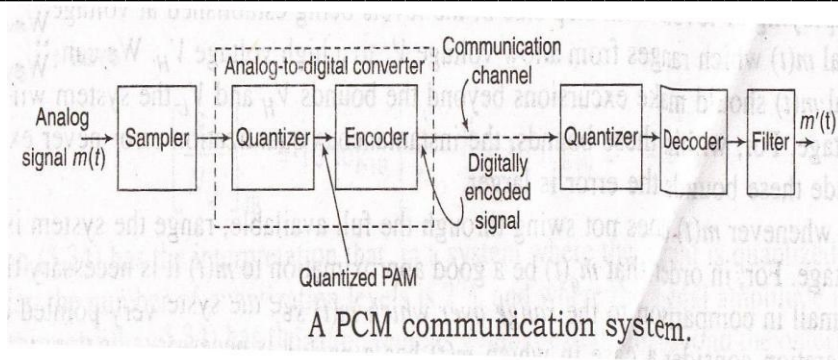 Communication
channel
Analog-to-digital converter
Analog
signal m(t)
Sampler
Quantizer
Encoder
Quantizer
Decoder
Filter
m'(t)
Digitally
encoded
signal
Quantized PAM
A PCM communication system.